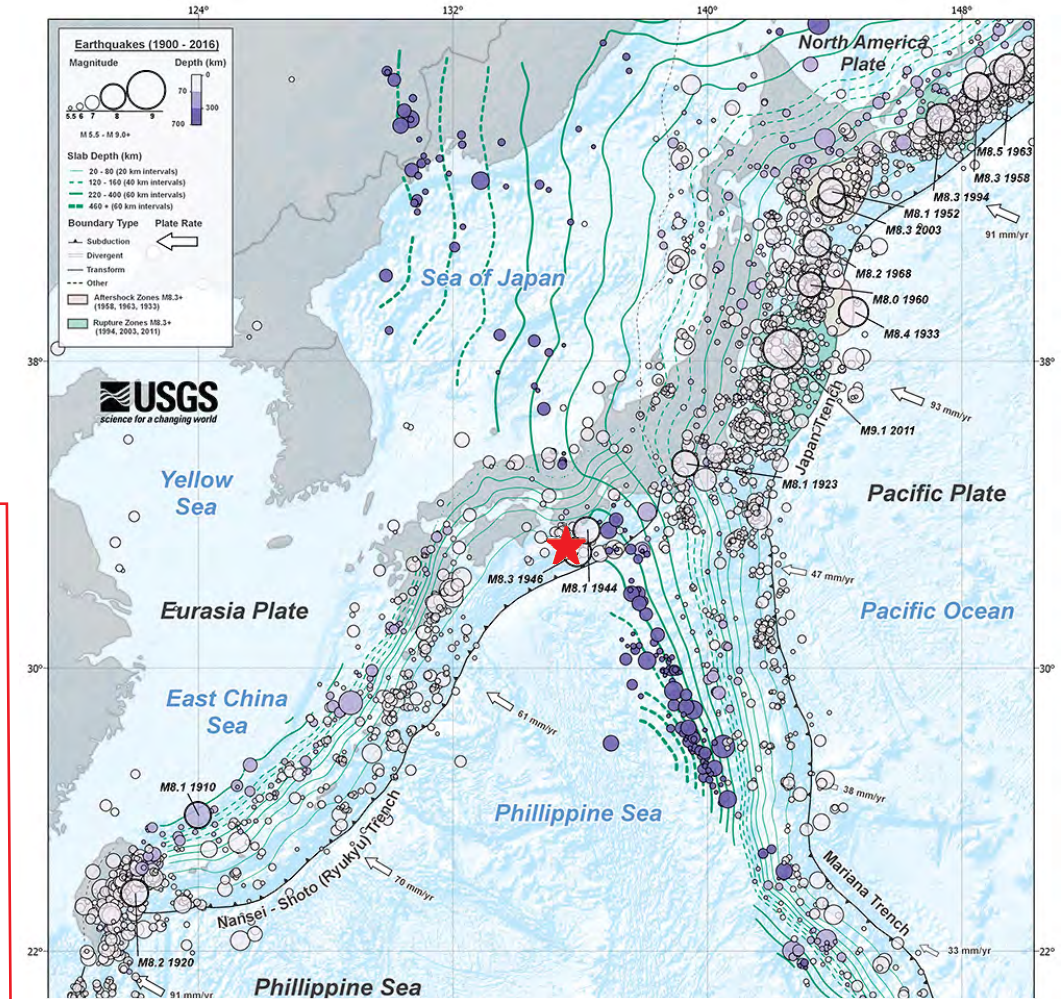 124°
132°
140°
148°
Earthquakes (1900 - 2016)
Magnitude
Depth (km)
0
70
300
700
5.5 6 7 8 9
M 5.5 - M 9.0+
Slab Depth (km)
20 - 80 (20 km intervals)
120 - 160 (40 km intervals)
220 - 400 (60 km intervals)
460 + (60 km intervals)
Boundary Type
Plate Rate
Subduction
Divergent
Transform
Other
Aftershock Zones M8.3+
(1958, 1963, 1933)
Rupture Zones M8.3+
(1994, 2003, 2011)
North America
Plate
M8.5 1963
M8.3 1958
M8.3 1994
M8.1 1952
M8.3 2003
91 mm/yr
M8.2 1968
M8.0 1960
M8.4 1933
Sea of Japan
38°
38°
USGS
science for a changing world
93 mm/yr
Japan Trench
M9.1 2011
Yellow
Sea
M8.1 1923
Pacific Plate
M8.3 1946
M8.1 1944
47 mm/yr
Eurasia Plate
Pacific Ocean
30°
30°
East China
Sea
61 mm/yr
M8.1 1910
Phillippine Sea
38 mm/yr
Nansei - Shoto (Ryukyu) Trench
70 mm/yr
Mariana Trench
22°
22°
33 mm/yr
M8.2 1920
91 mm/yr
Phillippine Sea